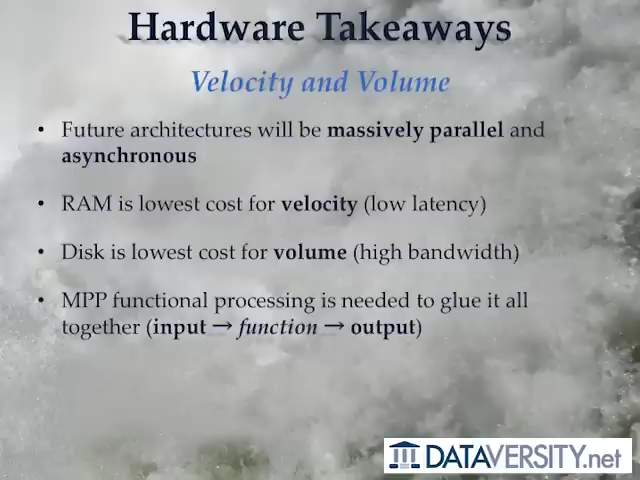 Hardware Takeaways
Velocity and Volume
• Future architectures will be massively parallel and
asynchronous
• RAM is lowest cost for velocity (low latency)
• Disk is lowest cost for volume (high bandwidth)
• MPP functional processing is needed to glue it all
together (input → function → output)
DATAVERSITY.net